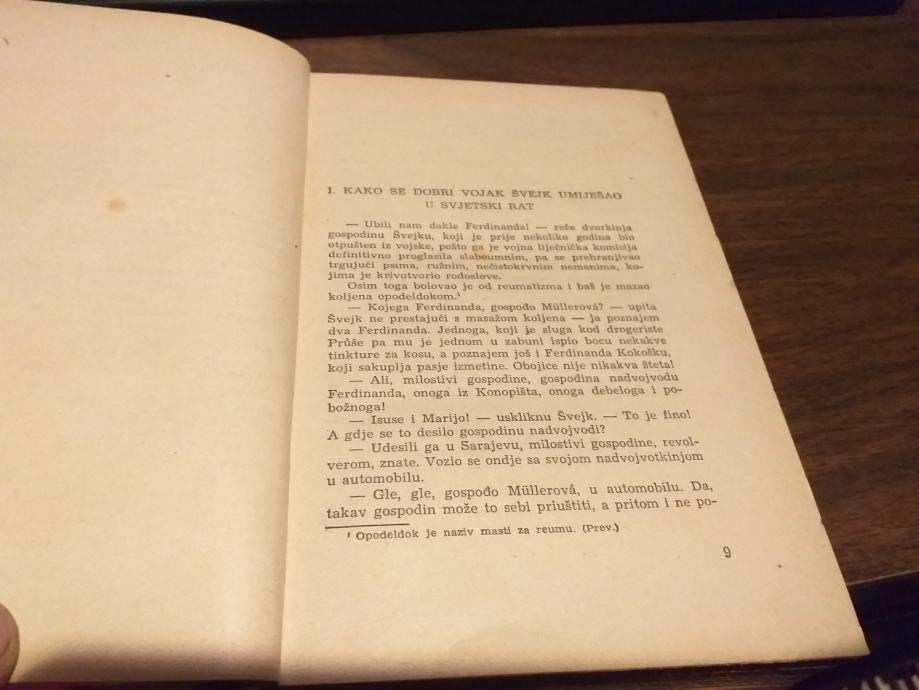 I. KAKO SE DOBRI VOJAK ŠVEJK UMIJEŠAO
U SVJETSKI RAT
— Ubili nam dakle Ferdinanda! — reče dvorkinja
gospodinu Švejku, koji je prije nekoliko godina bio
otpušten iz vojske, pošto ga je vojna liječnička komisija
definitivno proglasila slaboumnim, pa se prehranjivao
trgujući psima, ružnim, nečistokrvnim nemanima, ko-
jima je krivotvorio rodoslove.
Osim toga bolovao je od reumatizma i baš je mazao
koljena opodeldokom.¹
— Kojega Ferdinanda, gospođo Müllerová? — upita
Švejk ne prestajući s masažom koljena — ja poznajem
dva Ferdinanda. Jednoga, koji je sluga kod drogeriste
Průše pa mu je jednom u zabuni ispio bocu nekakve
tinkture za kosu, a poznajem još i Ferdinanda Kokošku,
koji sakuplja pasje izmetine. Obojice nije nikakva šteta!
— Ali, milostivi gospodine, gospodina nadvojvodu
Ferdinanda, onoga iz Konopišta, onoga debeloga i po-
božnoga!
— Isuse i Marijo! — uskliknu Švejk. — To je fino!
A gdje se to desilo gospodinu nadvojvodi?
— Udesili ga u Sarajevu, milostivi gospodine, revol-
verom, znate. Vozio se ondje sa svojom nadvojvotkinjom
u automobilu.
— Gle, gle, gospođo Müllerová, u automobilu. Da,
takav gospodin može to sebi priuštiti, a pritom i ne po-
¹ Opodeldok je naziv masti za reumu. (Prev.)
9